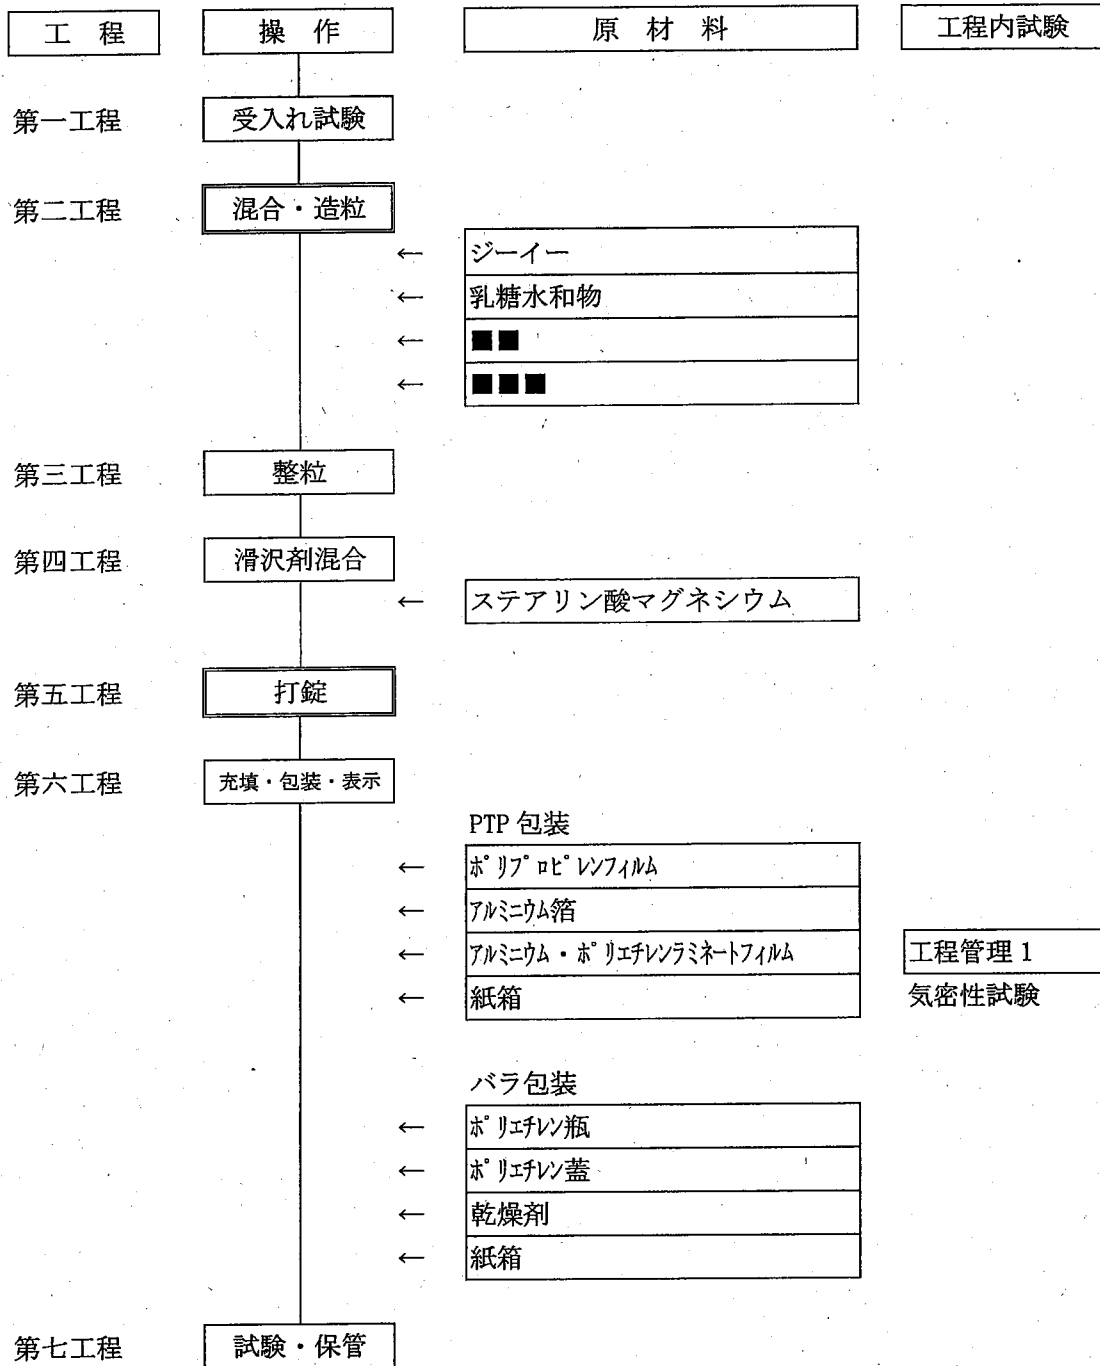 工程 操作 原材料 工程内試験
第一工程 受入れ試験
第二工程 混合・造粒
← ジーイー
← 乳糖水和物
← ■■
← ■■■
第三工程 整粒
第四工程 滑沢剤混合
← ステアリン酸マグネシウム
第五工程 打錠
第六工程 充填・包装・表示
PTP 包装
← ポリプロピレンフィルム
← アルミニウム箔
← アルミニウム・ポリエチレンラミネートフィルム 工程管理 1
← 紙箱 気密性試験
バラ包装
← ポリエチレン瓶
← ポリエチレン蓋
← 乾燥剤
← 紙箱
第七工程 試験・保管